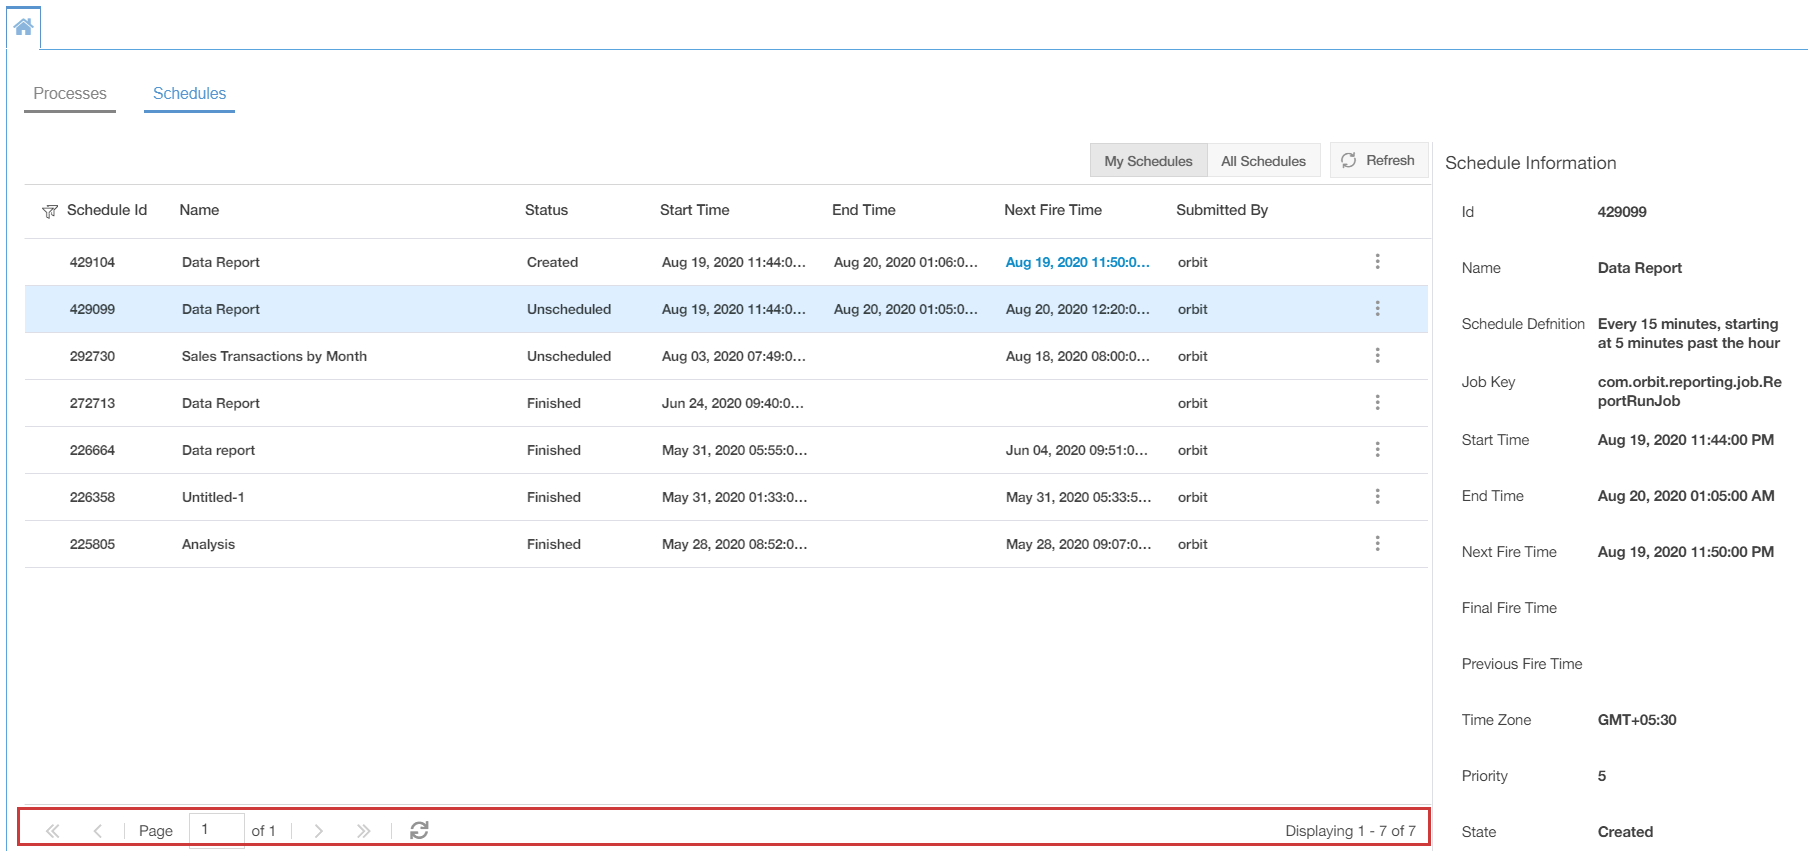 Processes Schedules
My Schedules All Schedules Refresh
Schedule Id Name Status Start Time End Time Next Fire Time Submitted By
429104 Data Report Created Aug 19, 2020 11:44:0... Aug 20, 2020 01:06:0... Aug 19, 2020 11:50:0... orbit
429099 Data Report Unscheduled Aug 19, 2020 11:44:0... Aug 20, 2020 01:05:0... Aug 20, 2020 12:20:0... orbit
292730 Sales Transactions by Month Unscheduled Aug 03, 2020 07:49:0... Aug 18, 2020 08:00:0... orbit
272713 Data Report Finished Jun 24, 2020 09:40:0... orbit
226664 Data report Finished May 31, 2020 05:55:0... Jun 04, 2020 09:51:0... orbit
226358 Untitled-1 Finished May 31, 2020 01:33:0... May 31, 2020 05:33:5... orbit
225805 Analysis Finished May 28, 2020 08:52:0... May 28, 2020 09:07:0... orbit
Page 1 of 1 Displaying 1 - 7 of 7
Schedule Information
Id 429099
Name Data Report
Schedule Defnition Every 15 minutes, starting
at 5 minutes past the hour
Job Key com.orbit.reporting.job.Re
portRunJob
Start Time Aug 19, 2020 11:44:00 PM
End Time Aug 20, 2020 01:05:00 AM
Next Fire Time Aug 19, 2020 11:50:00 PM
Final Fire Time
Previous Fire Time
Time Zone GMT+05:30
Priority 5
State Created